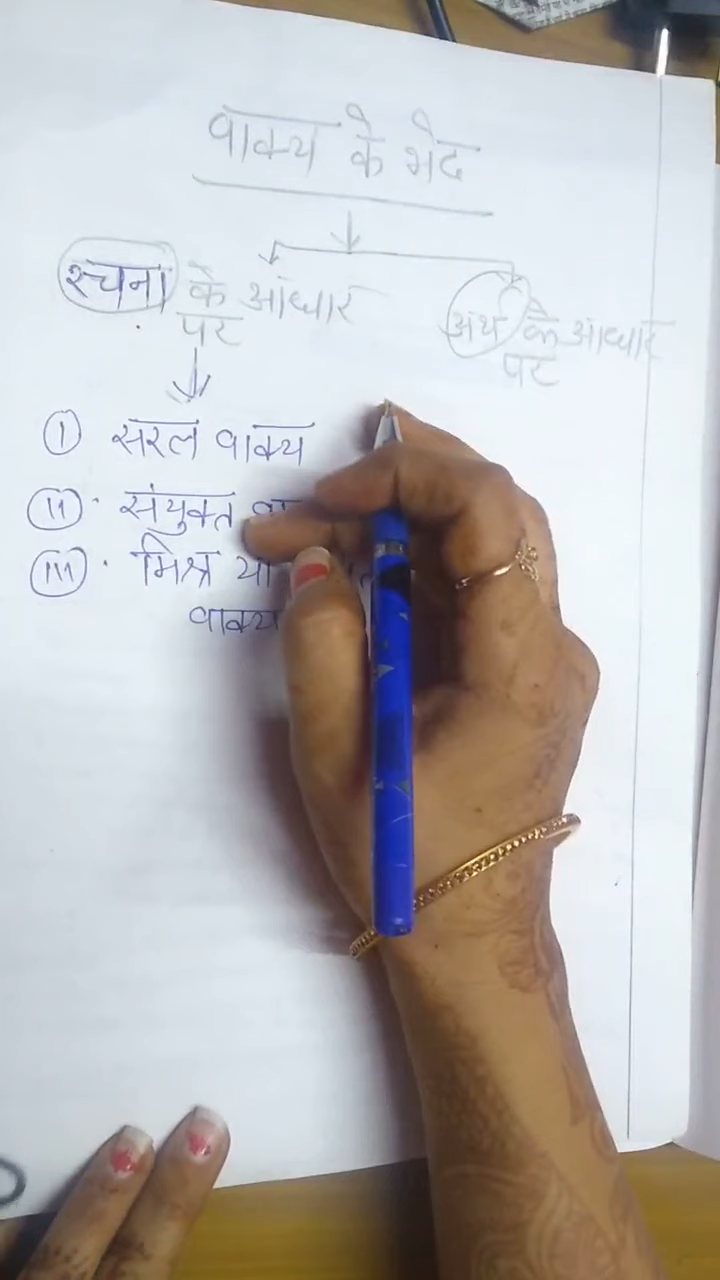 वाक्य के भेद
रचना के आधार
पर
अर्थ के आधार
पर
I सरल वाक्य
II संयुक्त
III मिश्र या
वाक्य